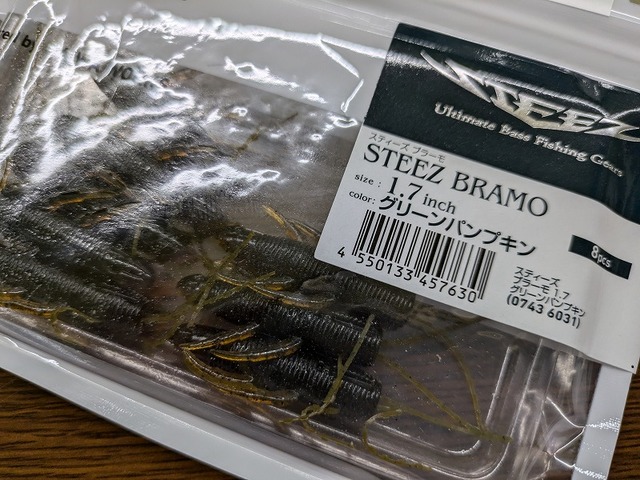 STEEZ
Ultimate Bass Fishing Gears
スティーズ ブラーモ
STEEZ BRAMO
size : 1.7 inch
color: グリーンパンプキン
8pcs
4 550133 457630
スティーズ
ブラーモ1.7
グリーンパンプキン
(0743 6031)